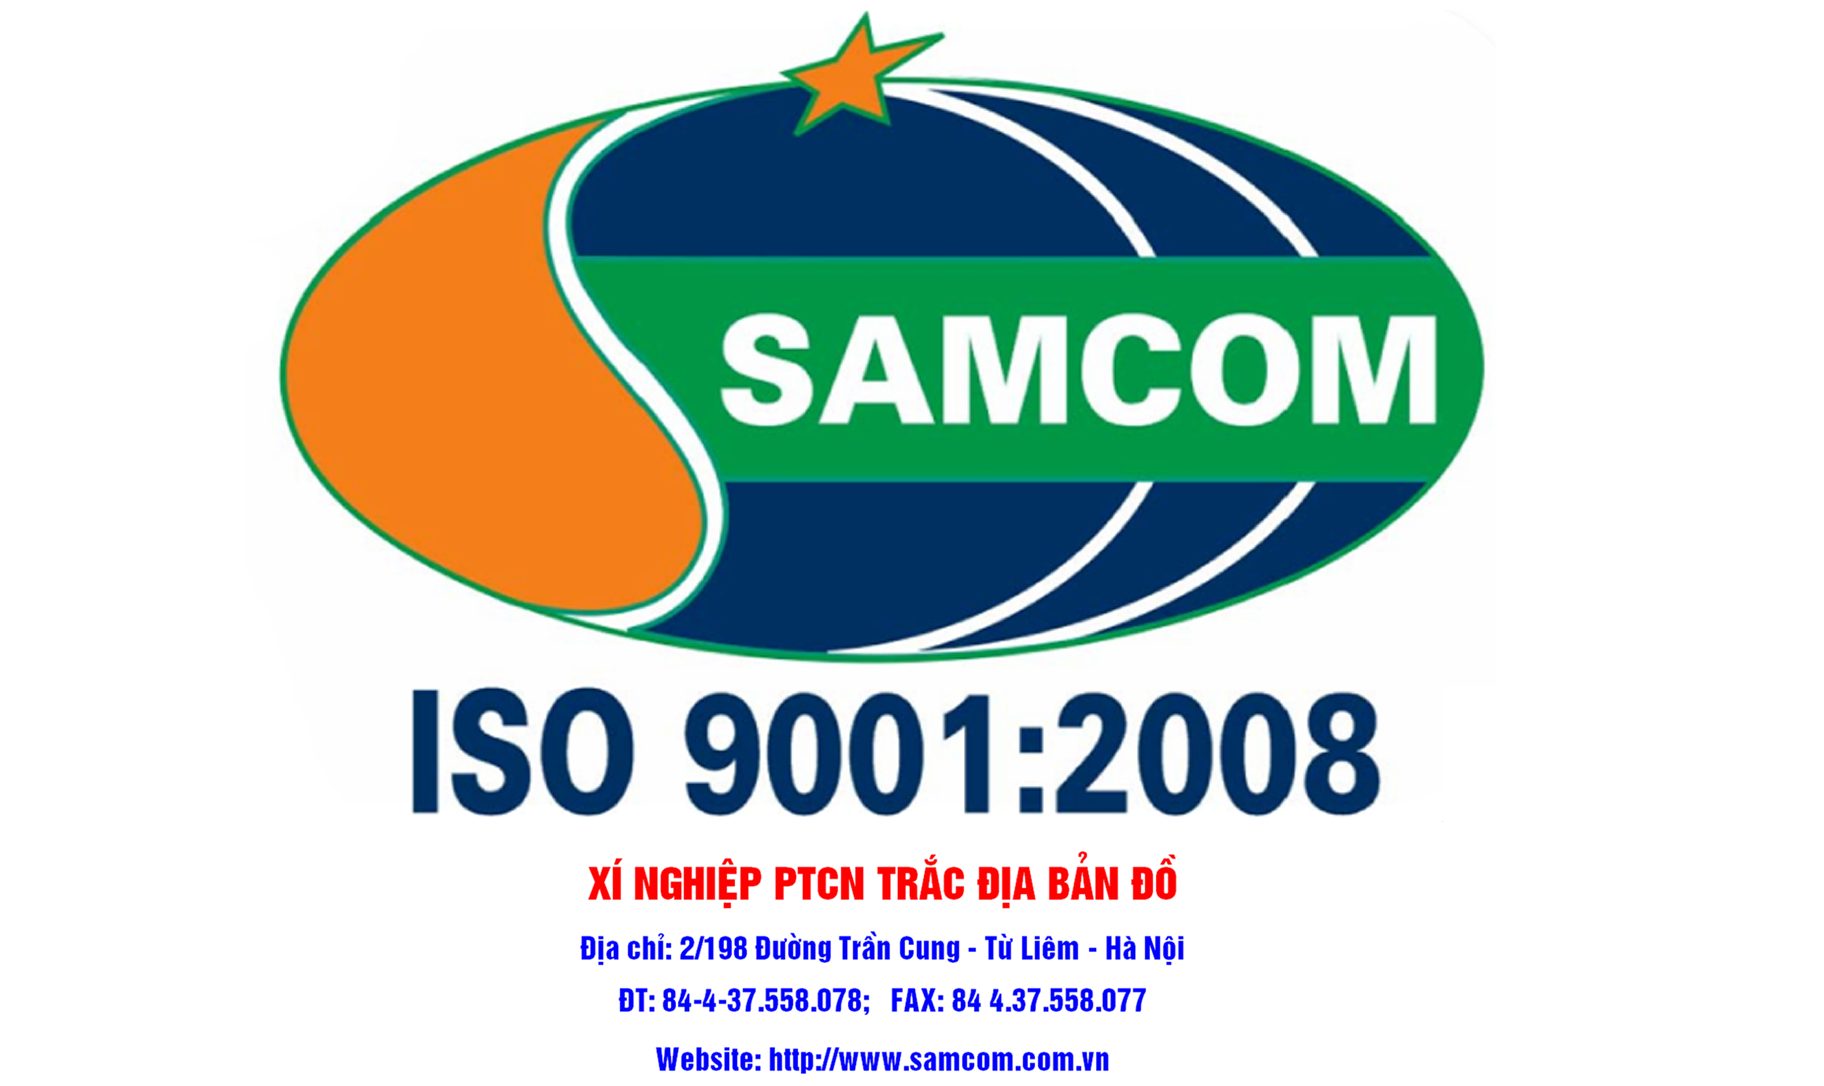 SAMCOM
ISO 9001:2008
XÍ NGHIỆP PTCN TRẮC ĐỊA BẢN ĐỒ
Địa chỉ: 2/198 Đường Trần Cung - Từ Liêm - Hà Nội
ĐT: 84-4-37.558.078; FAX: 84 4.37.558.077
Website: http://www.samcom.com.vn